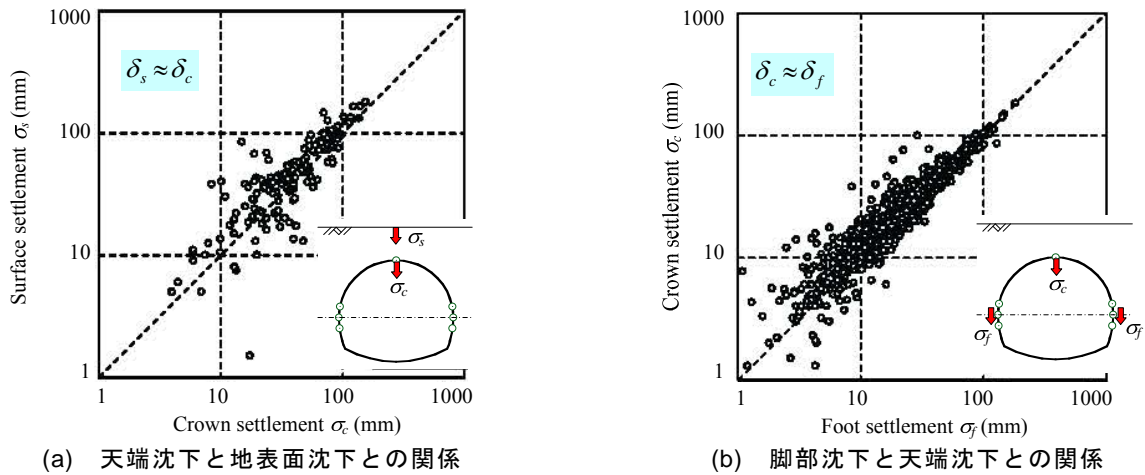 1000
100
10
1
Surface settlement σs (mm)
δs ≈ δc
σs
σc
1 10 100 1000
Crown settlement σc (mm)
(a) 天端沈下と地表面沈下との関係
1000
100
10
1
Crown settlement σc (mm)
δc ≈ δf
σc
σf σf
1 10 100 1000
Foot settlement σf (mm)
(b) 脚部沈下と天端沈下との関係